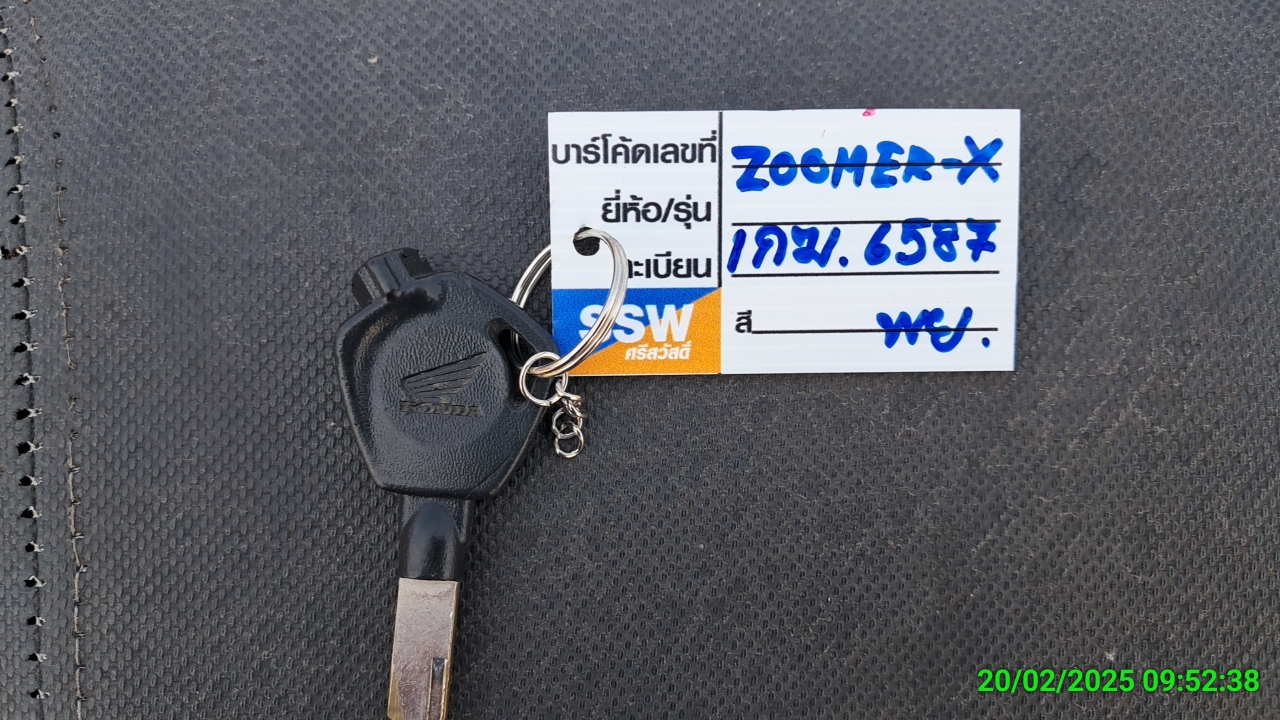 บาร์โค้ดเลขที่ ZOOMER-X
ยี่ห้อ/รุ่น
ะเบียน 1กฆ. 6587
SSW
ศรีสวัสดิ์
สี พย.
HONDA
20/02/2025 09:52:38